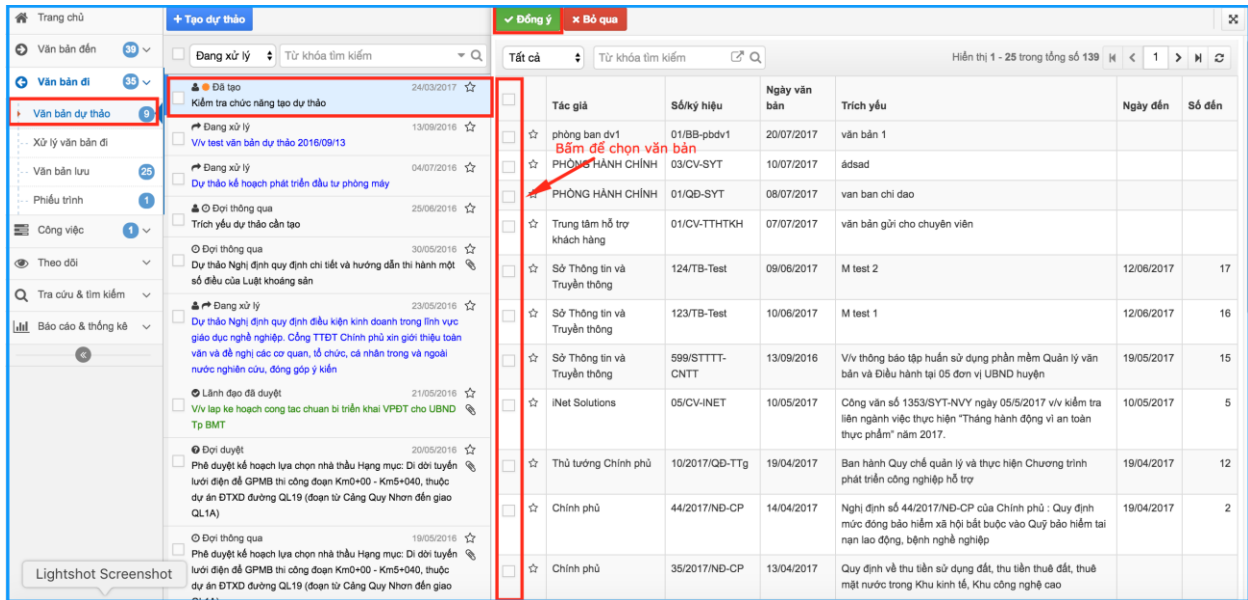 Trang chủ
Văn bản đến 39
Văn bản đi 35
Văn bản dự thảo 9
Xử lý văn bản đi
Văn bản lưu 25
Phiếu trình 1
Công việc 1
Theo dõi
Tra cứu & tìm kiếm
Báo cáo & thống kê
Lightshot Screenshot
+ Tạo dự thảo
Đang xử lý Từ khóa tìm kiếm
Đã tạo 24/03/2017
Kiểm tra chức năng tạo dự thảo
Đang xử lý 13/09/2016
V/v test văn bản dự thảo 2016/09/13
Đang xử lý 04/07/2016
Dự thảo kế hoạch phát triển đầu tư phòng máy
Đợi thông qua 25/06/2016
Trích yếu dự thảo cần tạo
Đợi thông qua 30/05/2016
Dự thảo Nghị định quy định chi tiết và hướng dẫn thi hành một
số điều của Luật khoáng sản
Đang xử lý 23/05/2016
Dự thảo Nghị định quy định điều kiện kinh doanh trong lĩnh vực
giáo dục nghề nghiệp. Cổng TTĐT Chính phủ xin giới thiệu toàn
văn và đề nghị các cơ quan, tổ chức, cá nhân trong và ngoài
nước nghiên cứu, đóng góp ý kiến
Lãnh đạo đã duyệt 21/05/2016
V/v lap ke hoạch cong tac chuan bi triển khai VPĐT cho UBND
Tp BMT
Đợi duyệt 20/05/2016
Phê duyệt kế hoạch lựa chọn nhà thầu Hạng mục: Di dời tuyến
lưới điện để GPMB thi công đoạn Km0+00 - Km5+040, thuộc
dự án ĐTXD đường QL19 (đoạn từ Cảng Quy Nhơn đến giao
QL1A)
Đợi thông qua 19/05/2016
Phê duyệt kế hoạch lựa chọn nhà thầu Hạng mục: Di dời tuyến
lưới điện để GPMB thi công đoạn Km0+00 - Km5+040, thuộc
dự án ĐTXD đường QL19 (đoạn từ Cảng Quy Nhơn đến giao
Đồng ý × Bỏ qua
Tất cả Từ khóa tìm kiếm Hiển thị 1 - 25 trong tổng số 139 1
Tác giả Số/ký hiệu Ngày văn bản Trích yếu Ngày đến Số đến
phòng ban dv1 01/BB-pbdv1 20/07/2017 văn bản 1
Bấm để chọn văn bản
PHÒNG HÀNH CHÍNH 03/CV-SYT 10/07/2017 ádsad
PHÒNG HÀNH CHÍNH 01/QĐ-SYT 08/07/2017 van ban chi dao
Trung tâm hỗ trợ 01/CV-TTHTKH 07/07/2017 văn bản gửi cho chuyên viên
khách hàng
Sở Thông tin và 124/TB-Test 09/06/2017 M test 2 12/06/2017 17
Truyền thông
Sở Thông tin và 123/TB-Test 10/06/2017 M test 1 12/06/2017 16
Truyền thông
Sở Thông tin và 599/STTTT- 13/09/2016 V/v thông báo tập huấn sử dụng phần mềm Quản lý văn 19/05/2017 15
Truyền thông CNTT bản và Điều hành tại 05 đơn vị UBND huyện
iNet Solutions 05/CV-INET 10/05/2017 Công văn số 1353/SYT-NVY ngày 05/5/2017 v/v kiểm tra 10/05/2017 5
liên ngành việc thực hiện "Tháng hành động vì an toàn
thực phẩm" năm 2017.
Thủ tướng Chính phủ 10/2017/QĐ-TTg 19/04/2017 Ban hành Quy chế quản lý và thực hiện Chương trình 19/04/2017 12
phát triển công nghiệp hỗ trợ
Chính phủ 44/2017/NĐ-CP 14/04/2017 Nghị định số 44/2017/NĐ-CP của Chính phủ : Quy định 19/04/2017 2
mức đóng bảo hiểm xã hội bắt buộc vào Quỹ bảo hiểm tai
nạn lao động, bệnh nghề nghiệp
Chính phủ 35/2017/NĐ-CP 13/04/2017 Quy định về thu tiền sử dụng đất, thu tiền thuê đất, thuê
mặt nước trong Khu kinh tế, Khu công nghệ cao